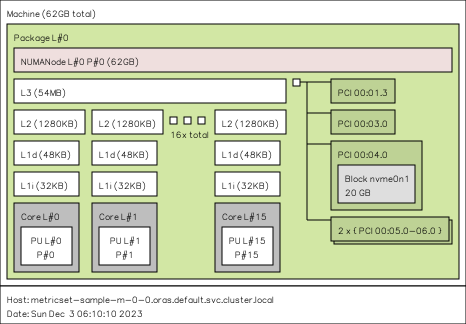 Machine (62GB total)
Package L#0
NUMANode L#0 P#0 (62GB)
L3 (54MB)
PCI 00:01.3
L2 (1280KB)
L2 (1280KB)
L2 (1280KB)
PCI 00:03.0
16x total
L1d (48KB)
L1d (48KB)
L1d (48KB)
PCI 00:04.0
Block nvme0n1
20 GB
L1i (32KB)
L1i (32KB)
L1i (32KB)
Core L#0
Core L#1
Core L#15
2 x { PCI 00:05.0-06.0 }
PU L#0
P#0
PU L#1
P#1
PU L#15
P#15
Host: metricset-sample-m-0-0.oras.default.svc.cluster.local
Date: Sun Dec  3 06:10:10 2023